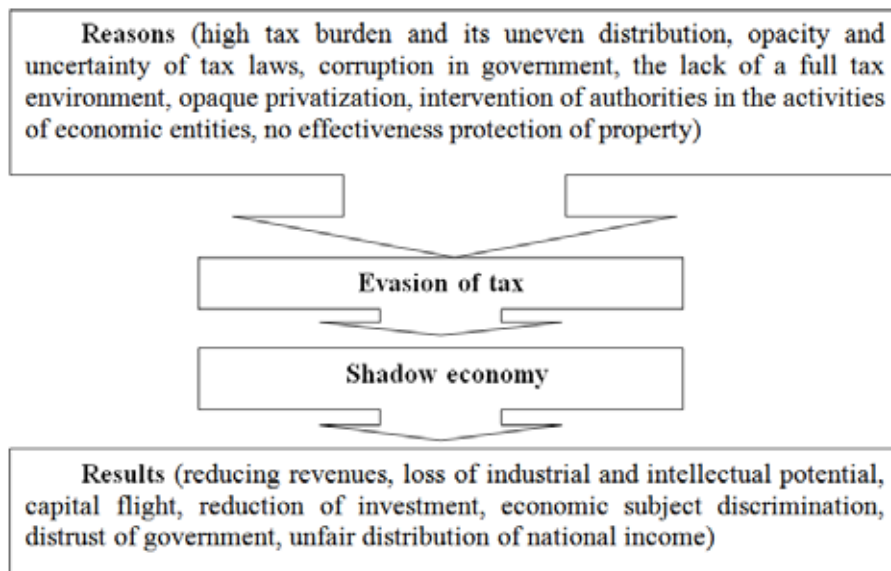 Reasons (high tax burden and its uneven distribution, opacity and
uncertainty of tax laws, corruption in government, the lack of a full tax
environment, opaque privatization, intervention of authorities in the activities
of economic entities, no effectiveness protection of property)
Evasion of tax
Shadow economy
Results (reducing revenues, loss of industrial and intellectual potential,
capital flight, reduction of investment, economic subject discrimination,
distrust of government, unfair distribution of national income)